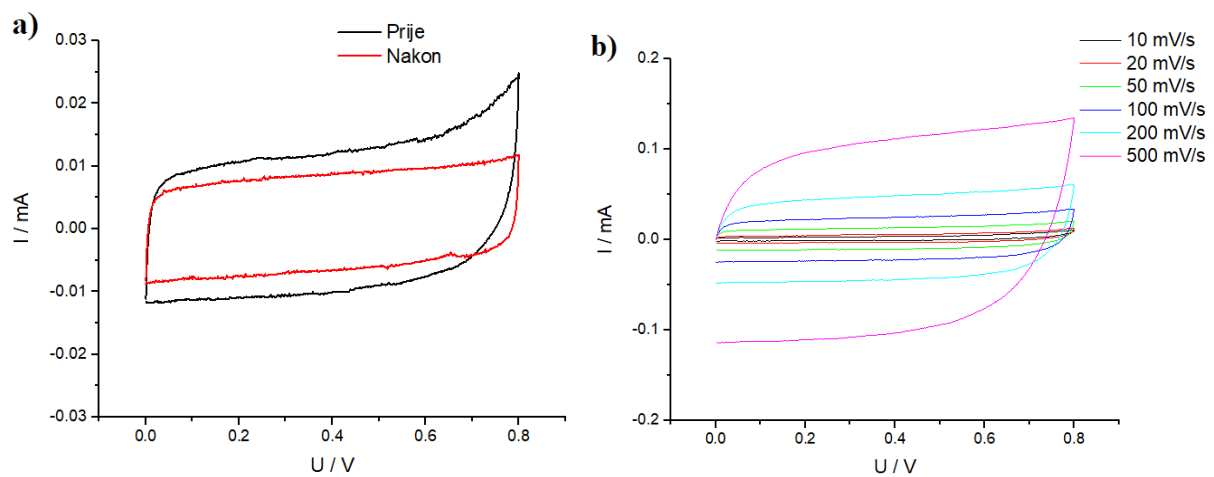 a)
Prije
Nakon
0.03
0.02
0.01
0.00
-0.01
-0.02
-0.03
I / mA
0.0 0.2 0.4 0.6 0.8
U / V
b)
10 mV/s
20 mV/s
50 mV/s
100 mV/s
200 mV/s
500 mV/s
0.2
0.1
0.0
-0.1
-0.2
I / mA
0.0 0.2 0.4 0.6 0.8
U / V